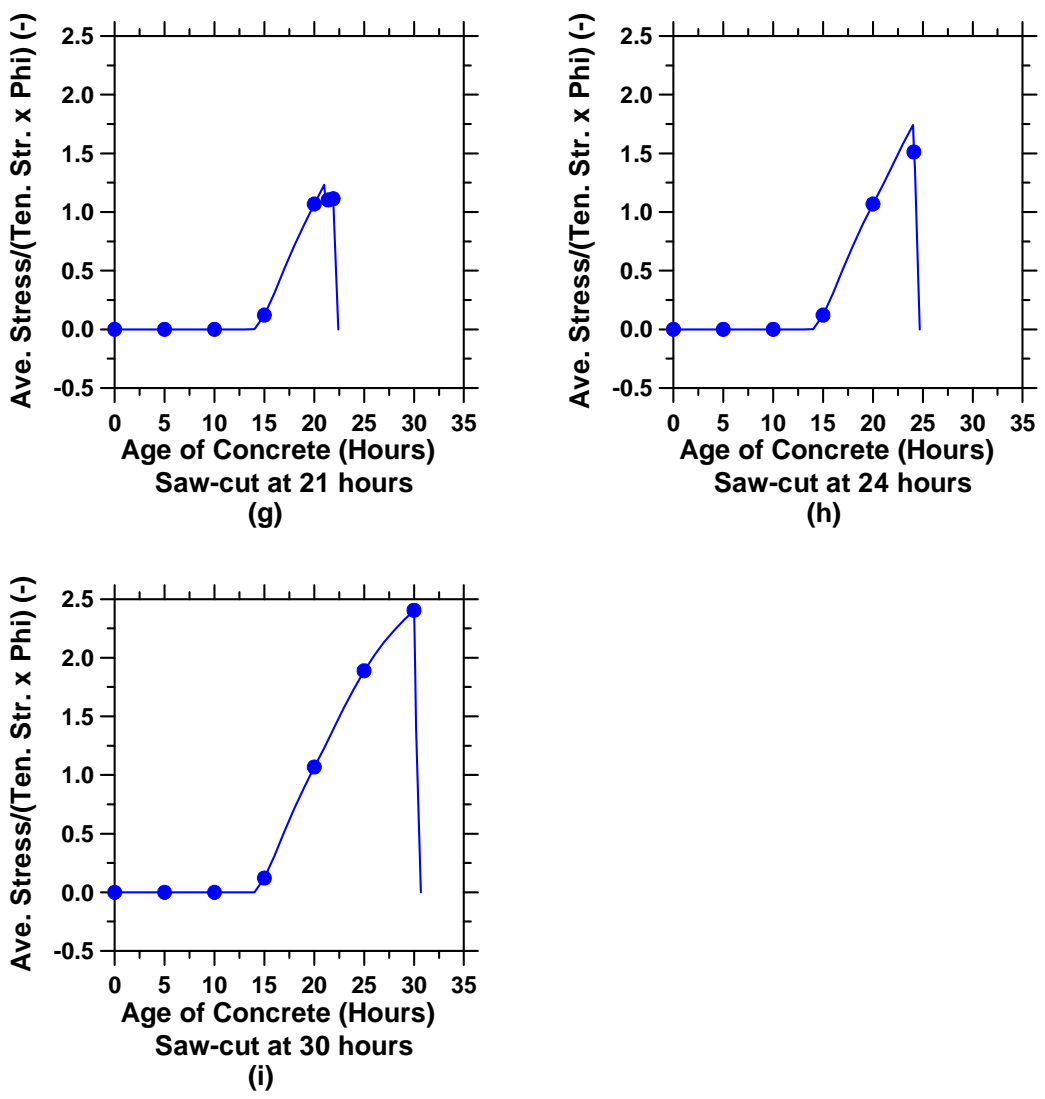 Ave. Stress/(Ten. Str. x Phi) (-)
2.5
2.0
1.5
1.0
0.5
0.0
-0.5
0 5 10 15 20 25 30 35
Age of Concrete (Hours)
Saw-cut at 21 hours
(g)
Ave. Stress/(Ten. Str. x Phi) (-)
2.5
2.0
1.5
1.0
0.5
0.0
-0.5
0 5 10 15 20 25 30 35
Age of Concrete (Hours)
Saw-cut at 24 hours
(h)
Ave. Stress/(Ten. Str. x Phi) (-)
2.5
2.0
1.5
1.0
0.5
0.0
-0.5
0 5 10 15 20 25 30 35
Age of Concrete (Hours)
Saw-cut at 30 hours
(i)